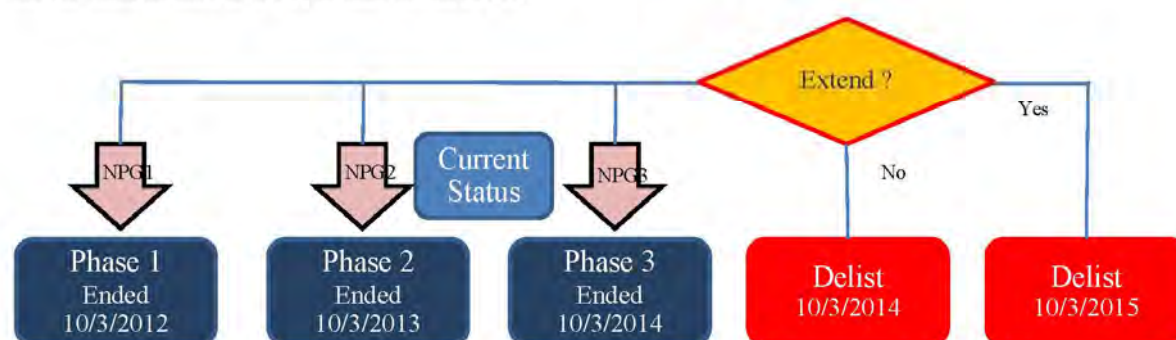 Extend ?
Yes
No
NPG1
NPG2
Current
Status
NPG3
Phase 1
Ended
10/3/2012
Phase 2
Ended
10/3/2013
Phase 3
Ended
10/3/2014
Delist
10/3/2014
Delist
10/3/2015